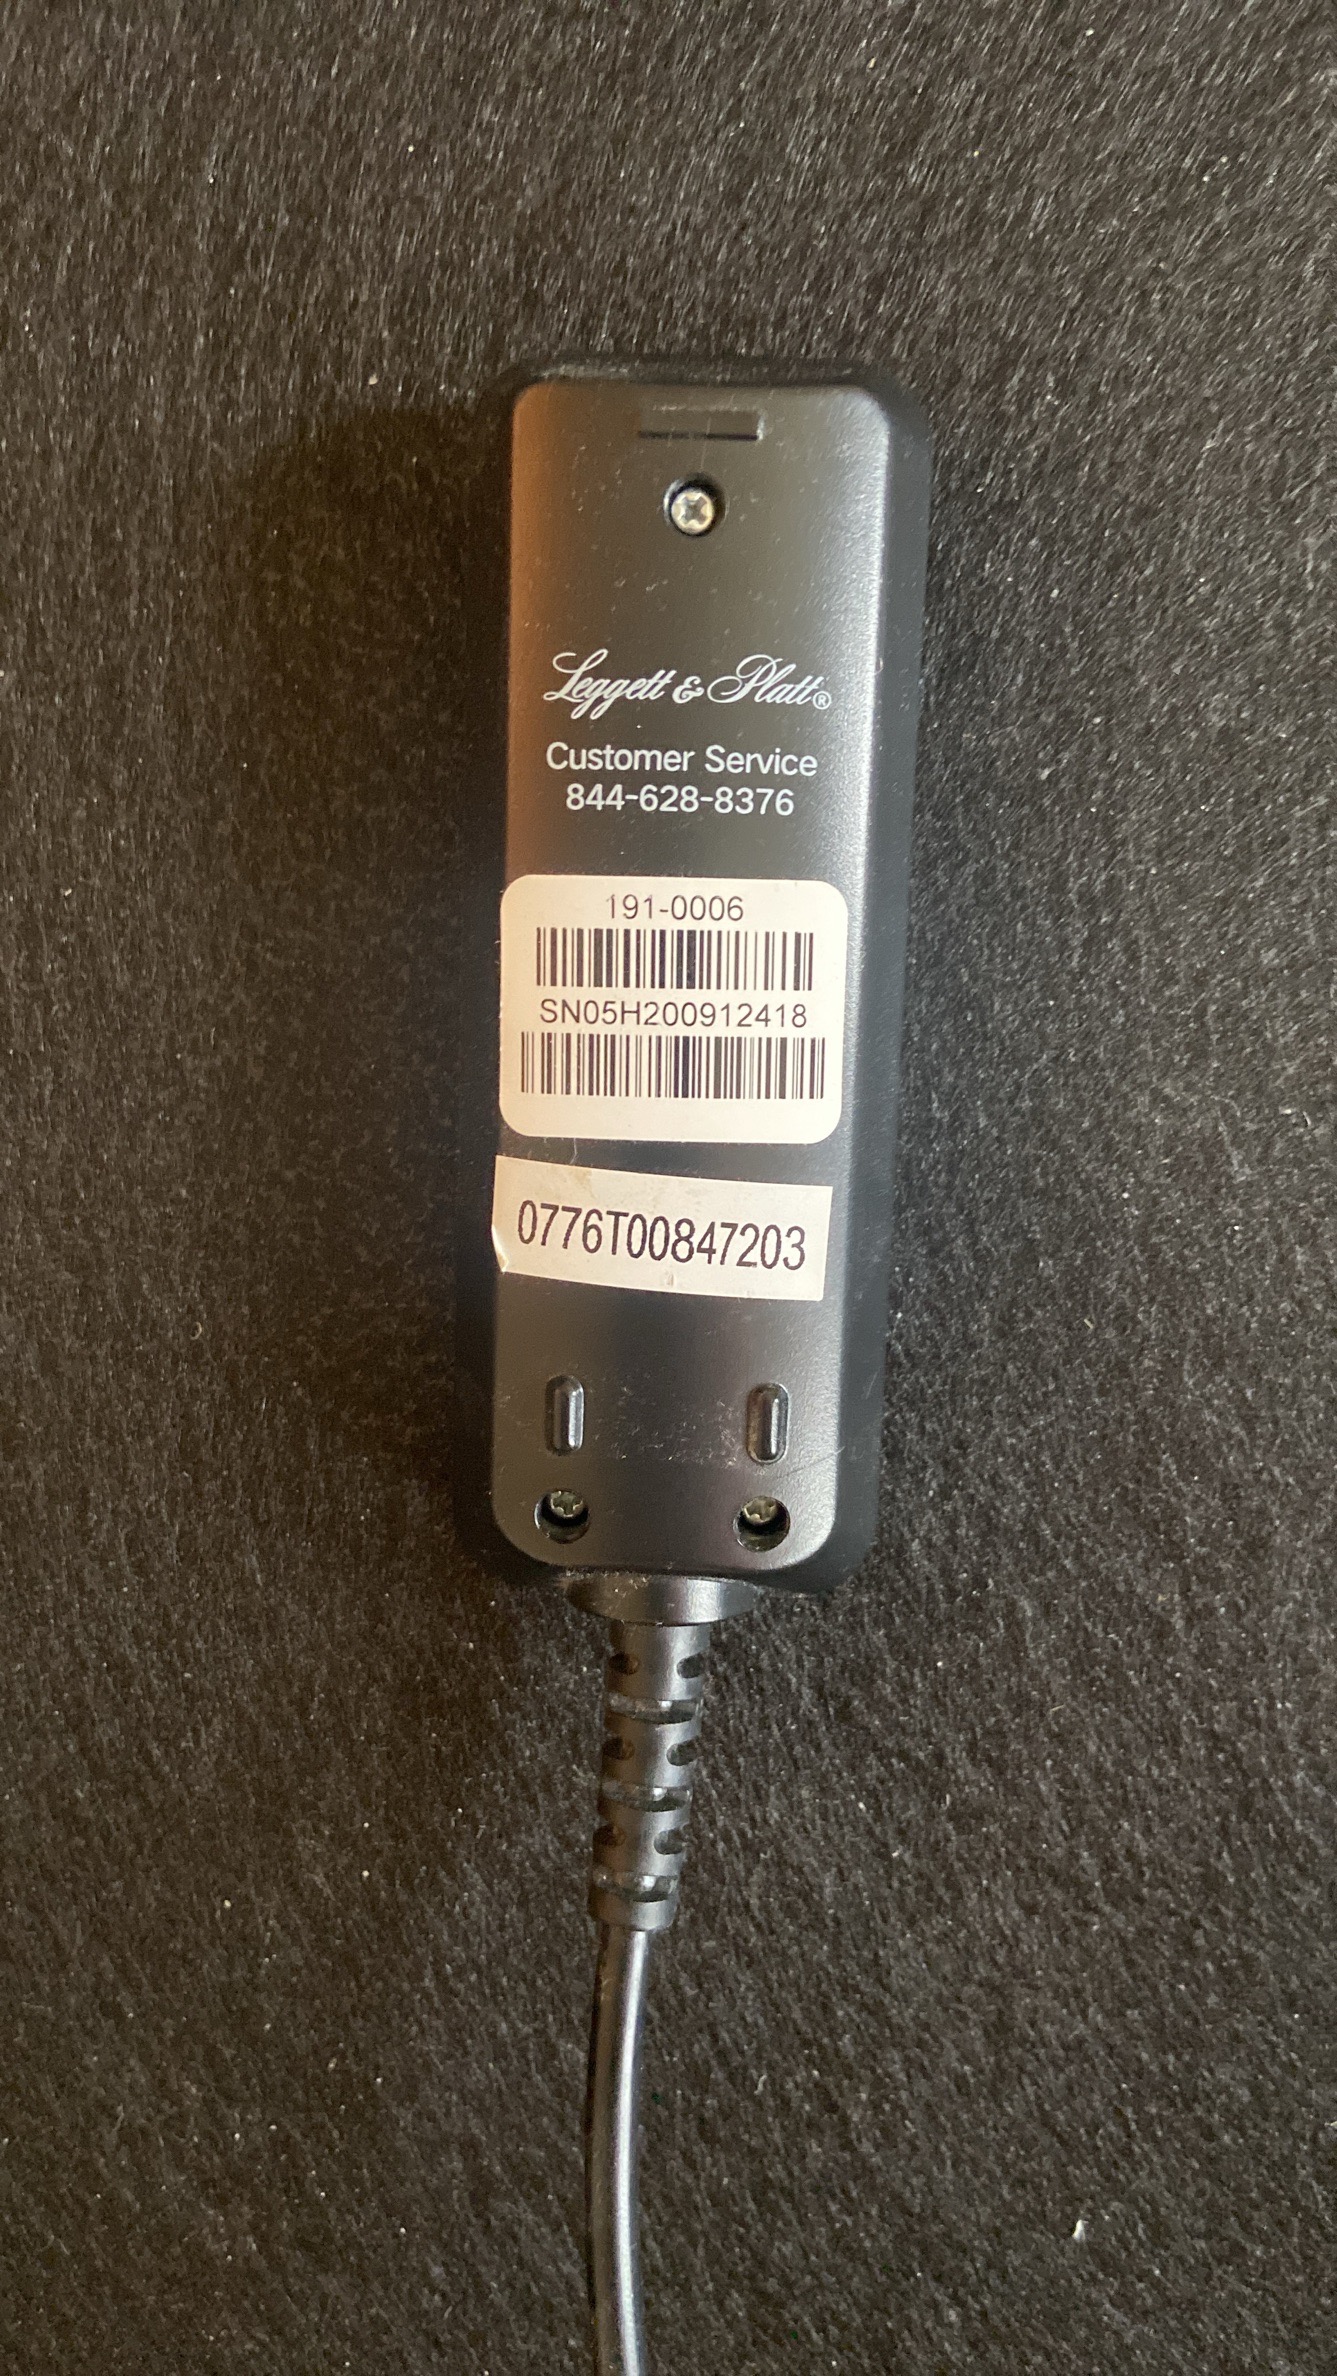 Leggett & Platt®
Customer Service
844-628-8376
191-0006
SN05H200912418
0776T00847203